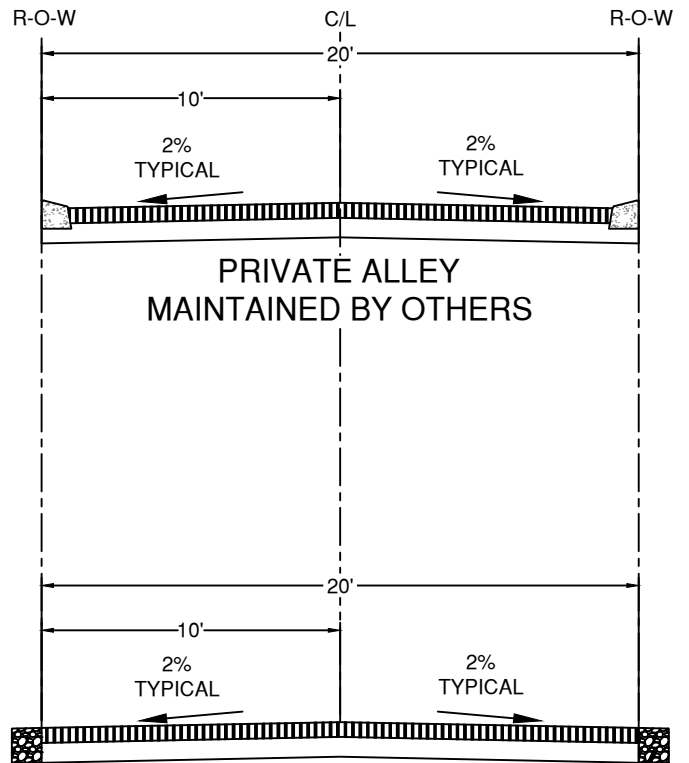 R-O-W C/L R-O-W
20'
10'
2% 2%
TYPICAL TYPICAL
PRIVATE ALLEY
MAINTAINED BY OTHERS
20'
10'
2% 2%
TYPICAL TYPICAL